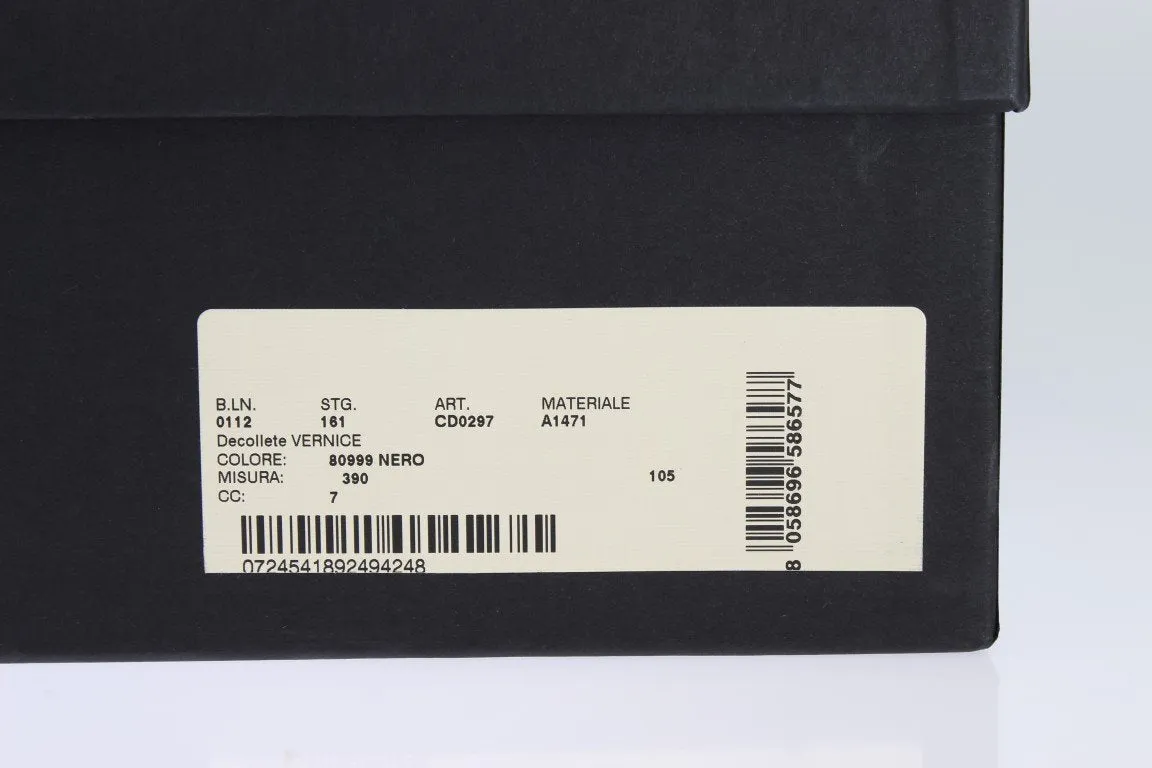 B.LN. STG. ART. MATERIALE
0112 161 CD0297 A1471
Decollete VERNICE
COLORE: 80999 NERO
MISURA: 390 105
CC: 7
0724541892494248
8 058696 586577